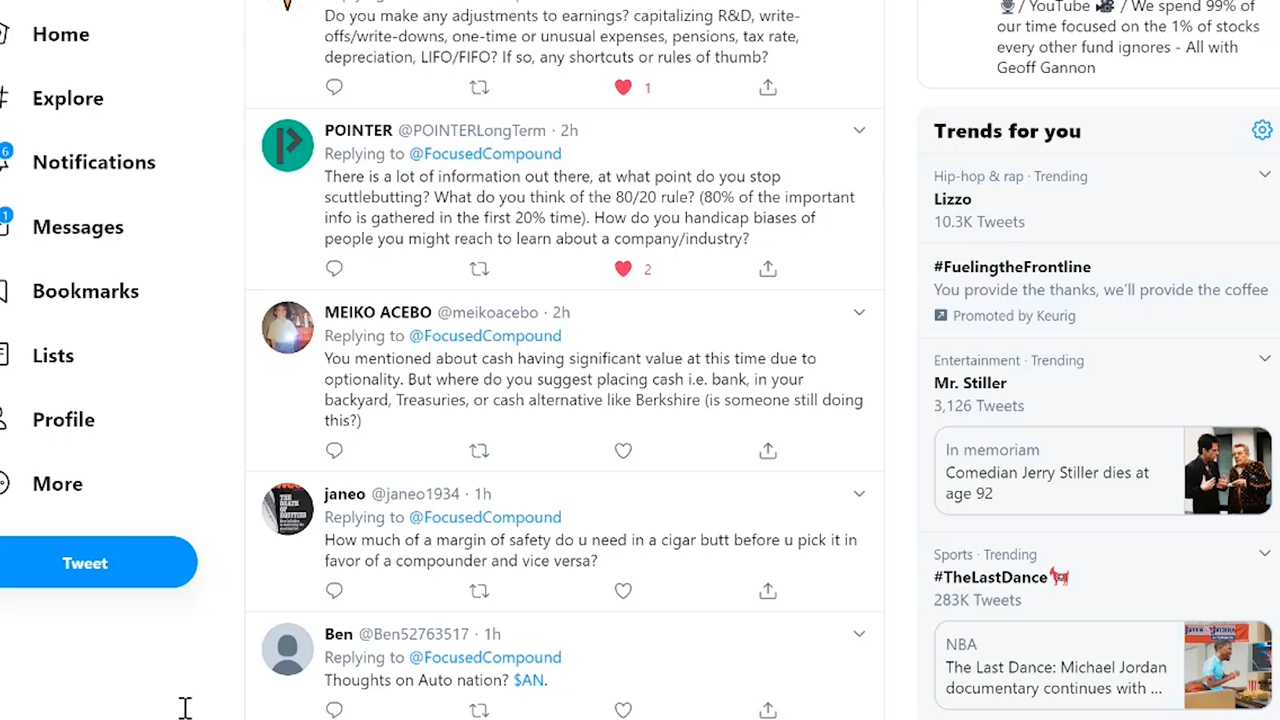 Home
Explore
6
Notifications
1
Messages
Bookmarks
Lists
Profile
More
Tweet
Do you make any adjustments to earnings? capitalizing R&D, write-
offs/write-downs, one-time or unusual expenses, pensions, tax rate,
depreciation, LIFO/FIFO? If so, any shortcuts or rules of thumb?
1
POINTER @POINTERLongTerm · 2h
Replying to @FocusedCompound
There is a lot of information out there, at what point do you stop
scuttlebutting? What do you think of the 80/20 rule? (80% of the important
info is gathered in the first 20% time). How do you handicap biases of
people you might reach to learn about a company/industry?
2
MEIKO ACEBO @meikoacebo · 2h
Replying to @FocusedCompound
You mentioned about cash having significant value at this time due to
optionality. But where do you suggest placing cash i.e. bank, in your
backyard, Treasuries, or cash alternative like Berkshire (is someone still doing
this?)
THE
DEATH
OF
EQUITIES
janeo @janeo1934 · 1h
Replying to @FocusedCompound
How much of a margin of safety do u need in a cigar butt before u pick it in
favor of a compounder and vice versa?
Ben @Ben52763517 · 1h
Replying to @FocusedCompound
Thoughts on Auto nation? $AN.
🎙️ / YouTube 🎥 / We spend 99% of
our time focused on the 1% of stocks
every other fund ignores - All with
Geoff Gannon
Trends for you
Hip-hop & rap · Trending
Lizzo
10.3K Tweets
#FuelingtheFrontline
You provide the thanks, we'll provide the coffee
Promoted by Keurig
Entertainment · Trending
Mr. Stiller
3,126 Tweets
In memoriam
Comedian Jerry Stiller dies at
age 92
Sports · Trending
#TheLastDance
283K Tweets
NBA
The Last Dance: Michael Jordan
documentary continues with ...